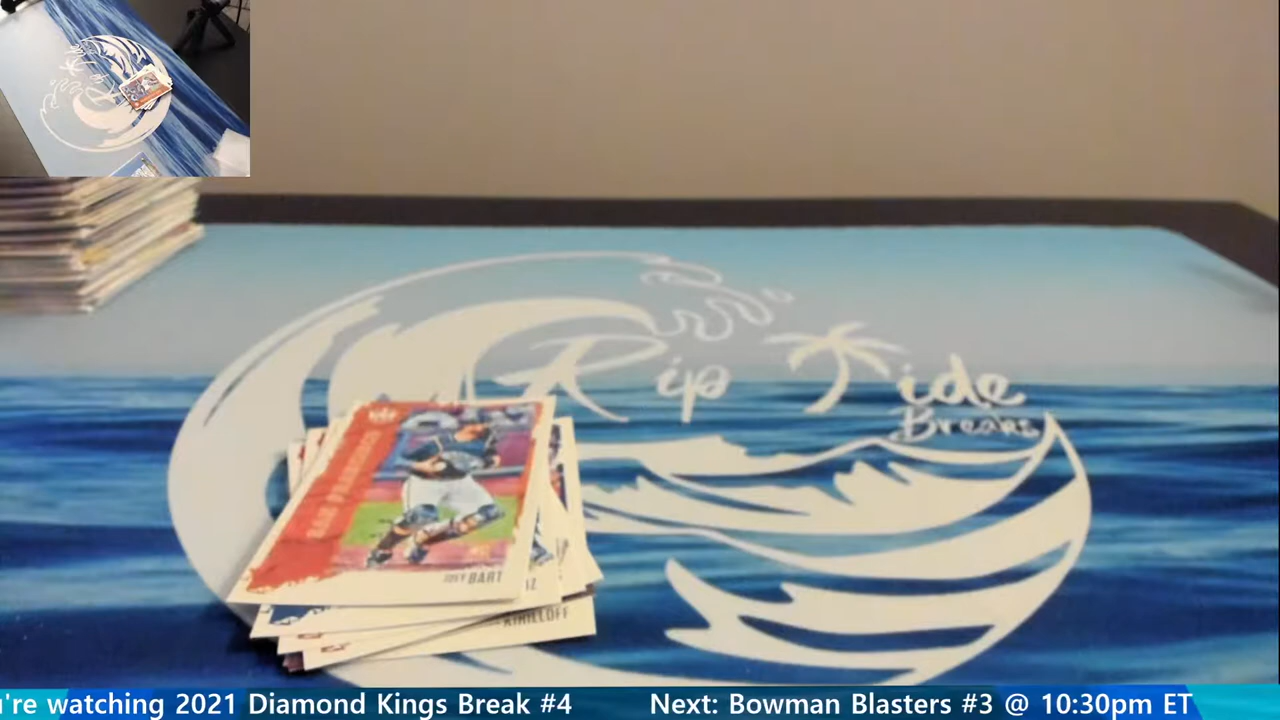 Rip Tide
Breaks
SAN FRANCISCO
JOEY BART
KIRILLOFF
u're watching 2021 Diamond Kings Break #4 Next: Bowman Blasters #3 @ 10:30pm ET